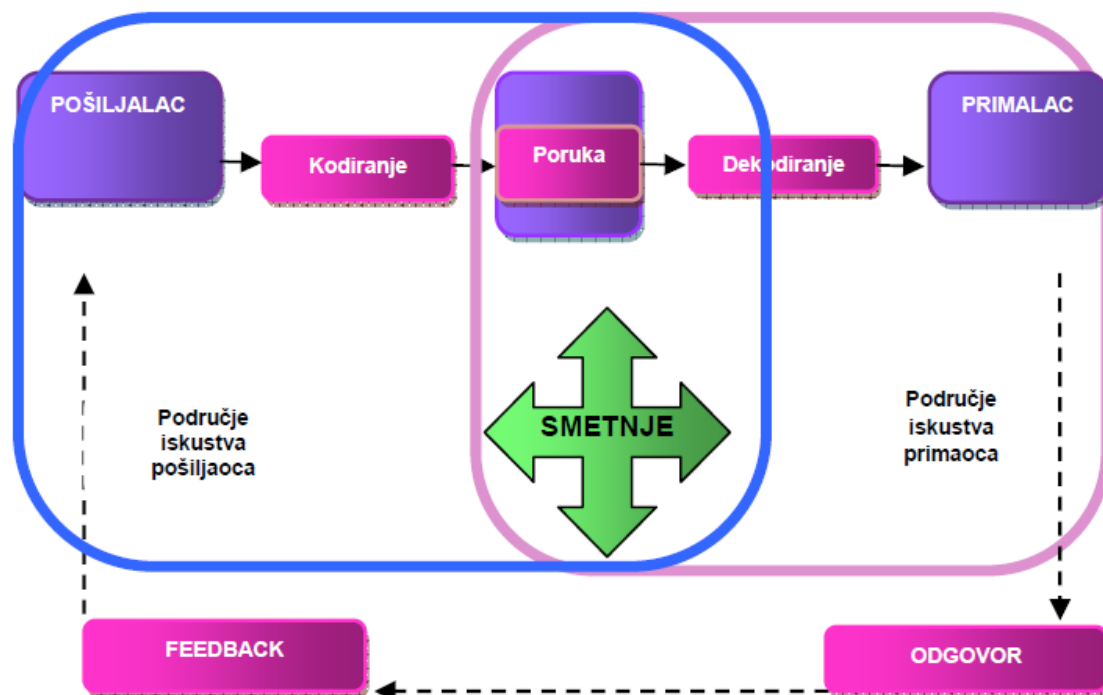 POŠILJALAC
Kodiranje
Poruka
Dekodiranje
PRIMALAC
SMETNJE
Područje
iskustva
pošiljaoca
Područje
iskustva
primaoca
FEEDBACK
ODGOVOR